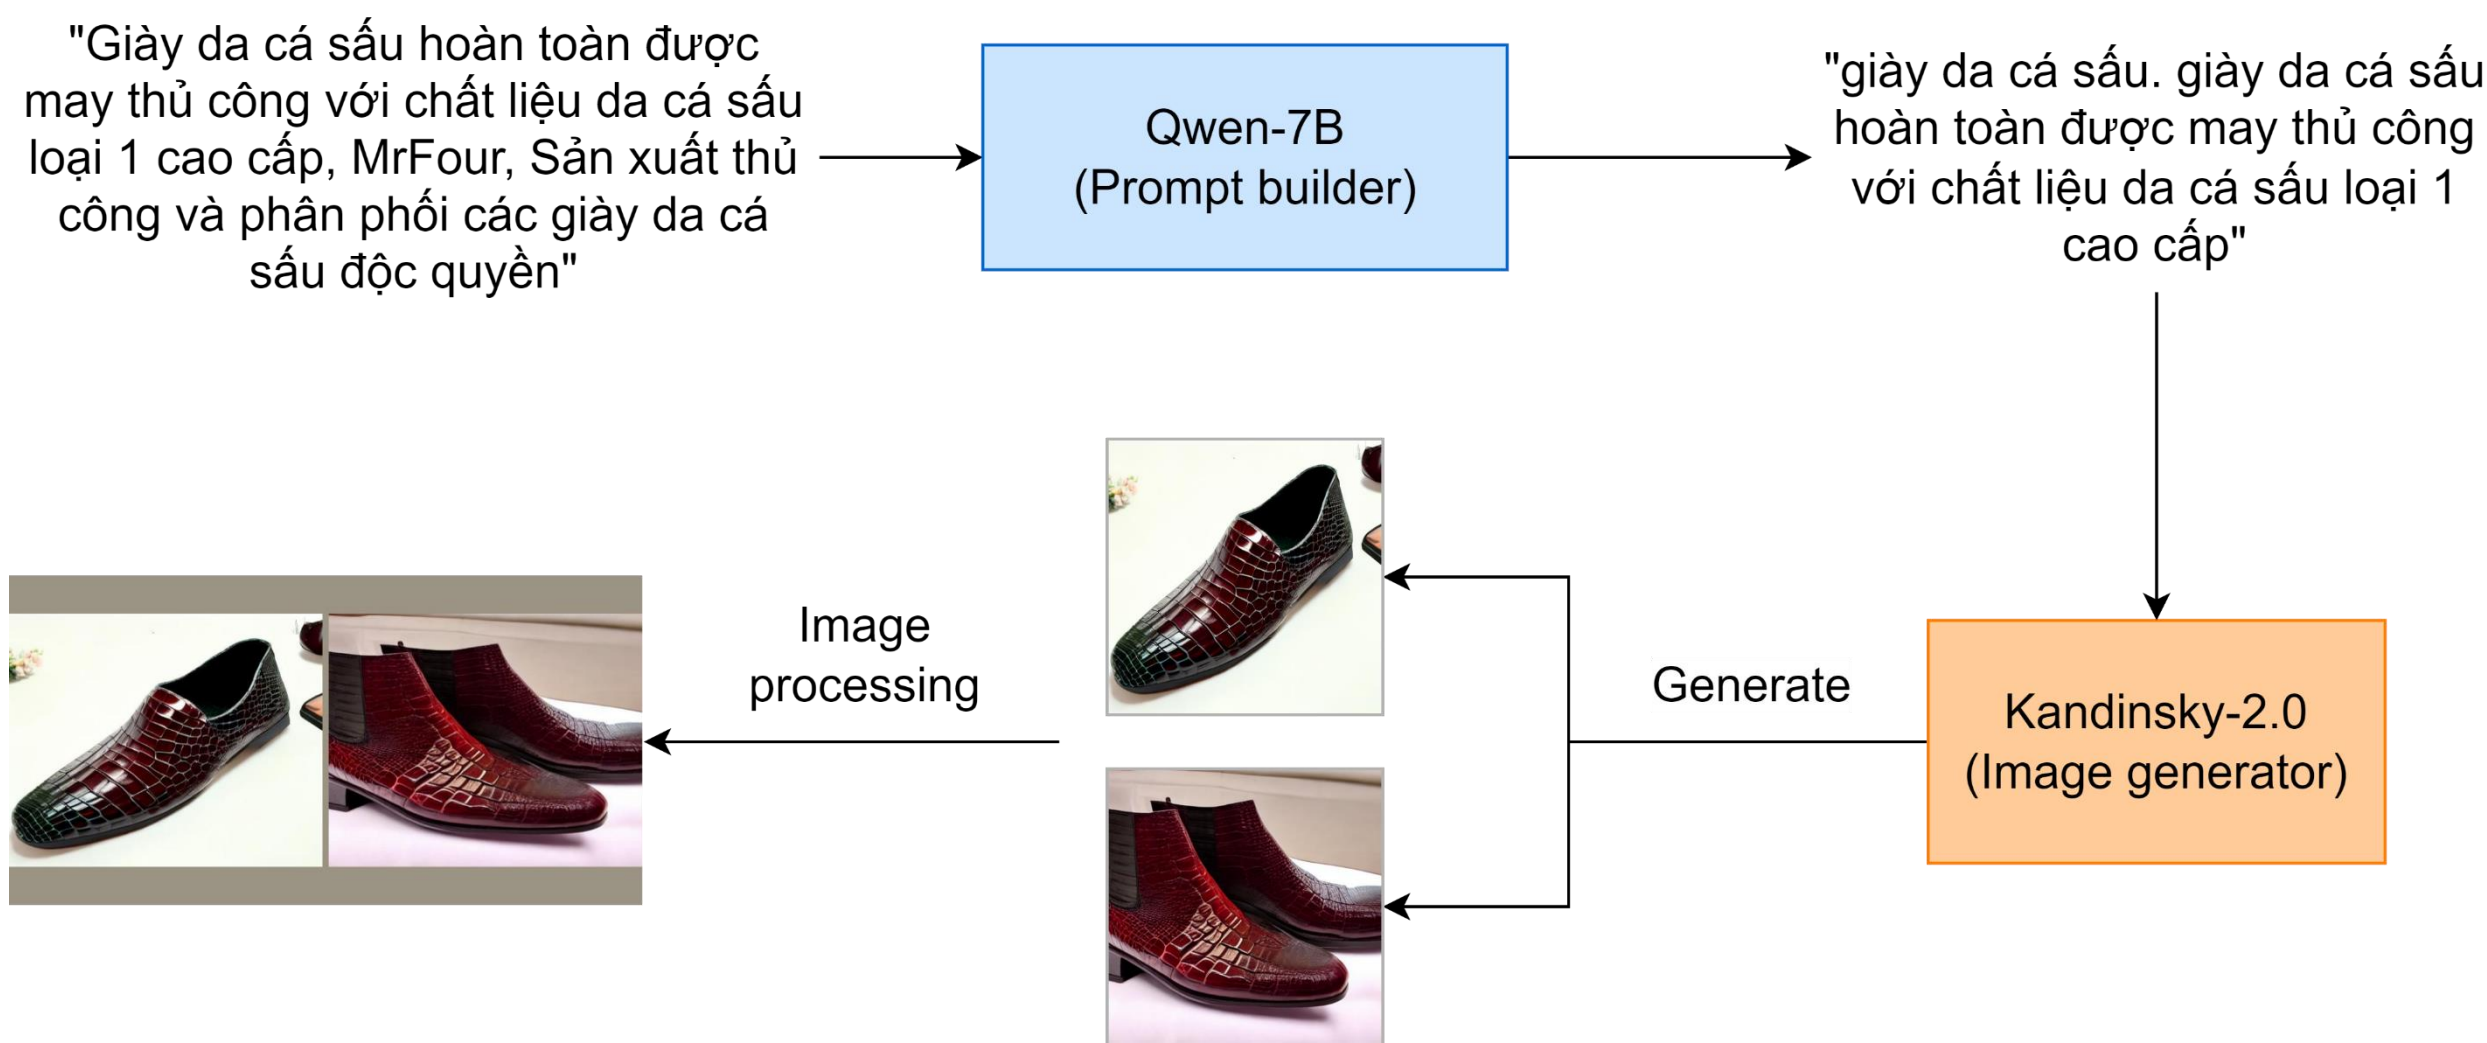 "Giày da cá sấu hoàn toàn được
may thủ công với chất liệu da cá sấu
loại 1 cao cấp, MrFour, Sản xuất thủ
công và phân phối các giày da cá
sấu độc quyền"
Qwen-7B
(Prompt builder)
"giày da cá sấu. giày da cá sấu
hoàn toàn được may thủ công
với chất liệu da cá sấu loại 1
cao cấp"
Kandinsky-2.0
(Image generator)
Generate
Image
processing